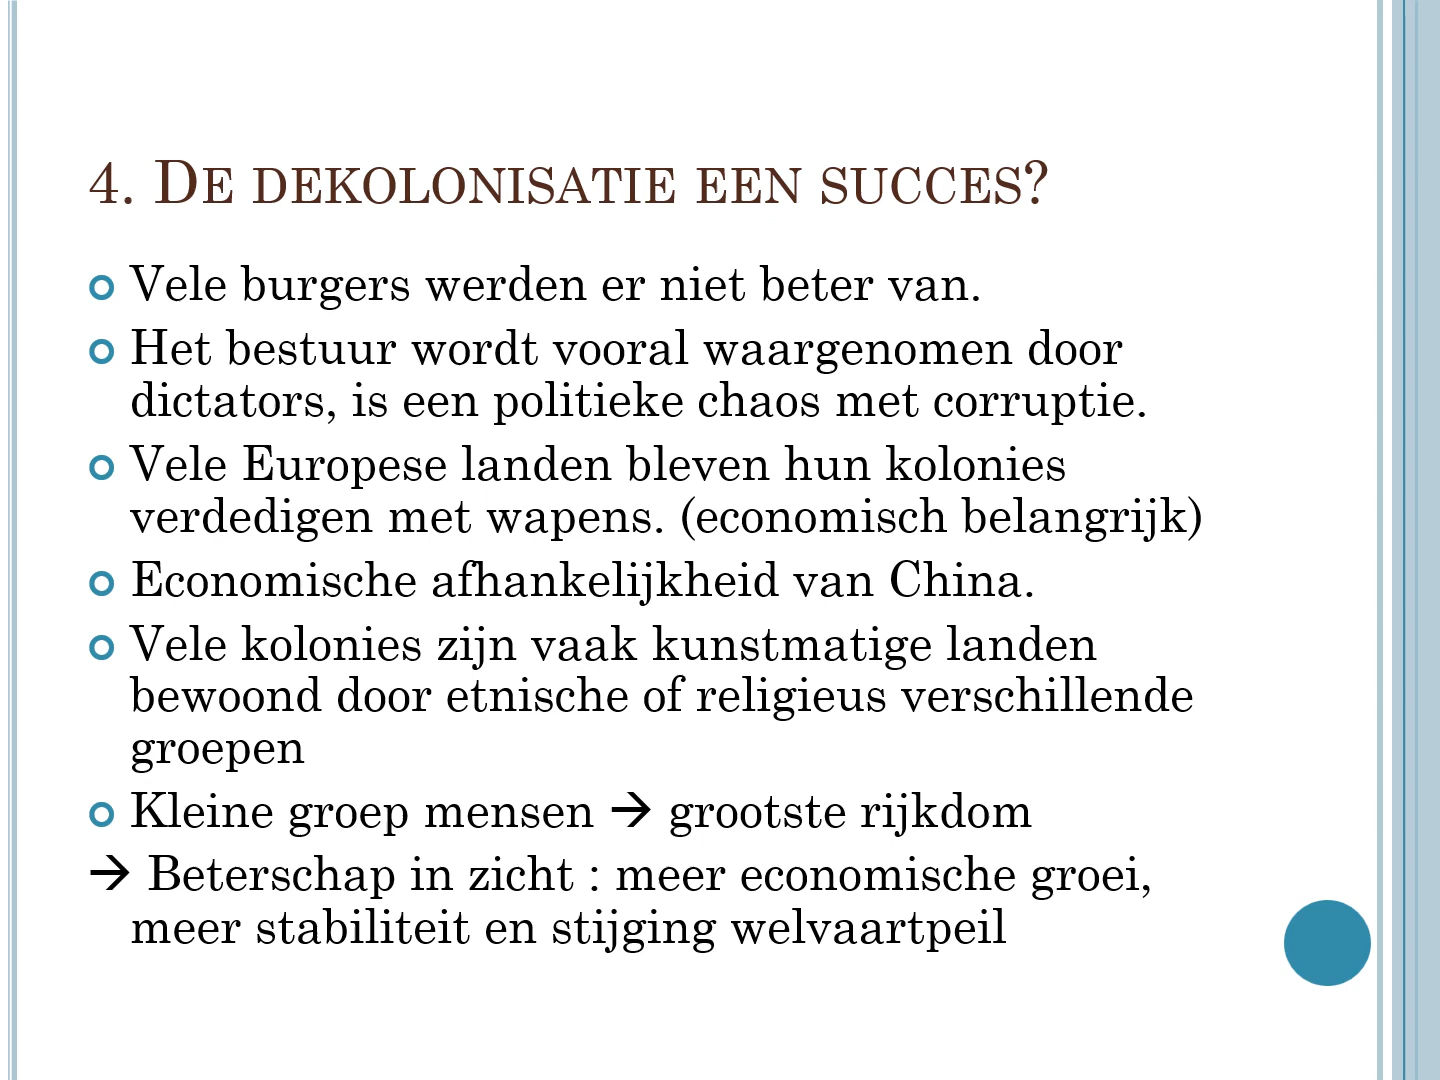 4. De dekolonisatie een succes?
Vele burgers werden er niet beter van.
Het bestuur wordt vooral waargenomen door
dictators, is een politieke chaos met corruptie.
Vele Europese landen bleven hun kolonies
verdedigen met wapens. (economisch belangrijk)
Economische afhankelijkheid van China.
Vele kolonies zijn vaak kunstmatige landen
bewoond door etnische of religieus verschillende
groepen
Kleine groep mensen → grootste rijkdom
→ Beterschap in zicht : meer economische groei,
meer stabiliteit en stijging welvaartpeil